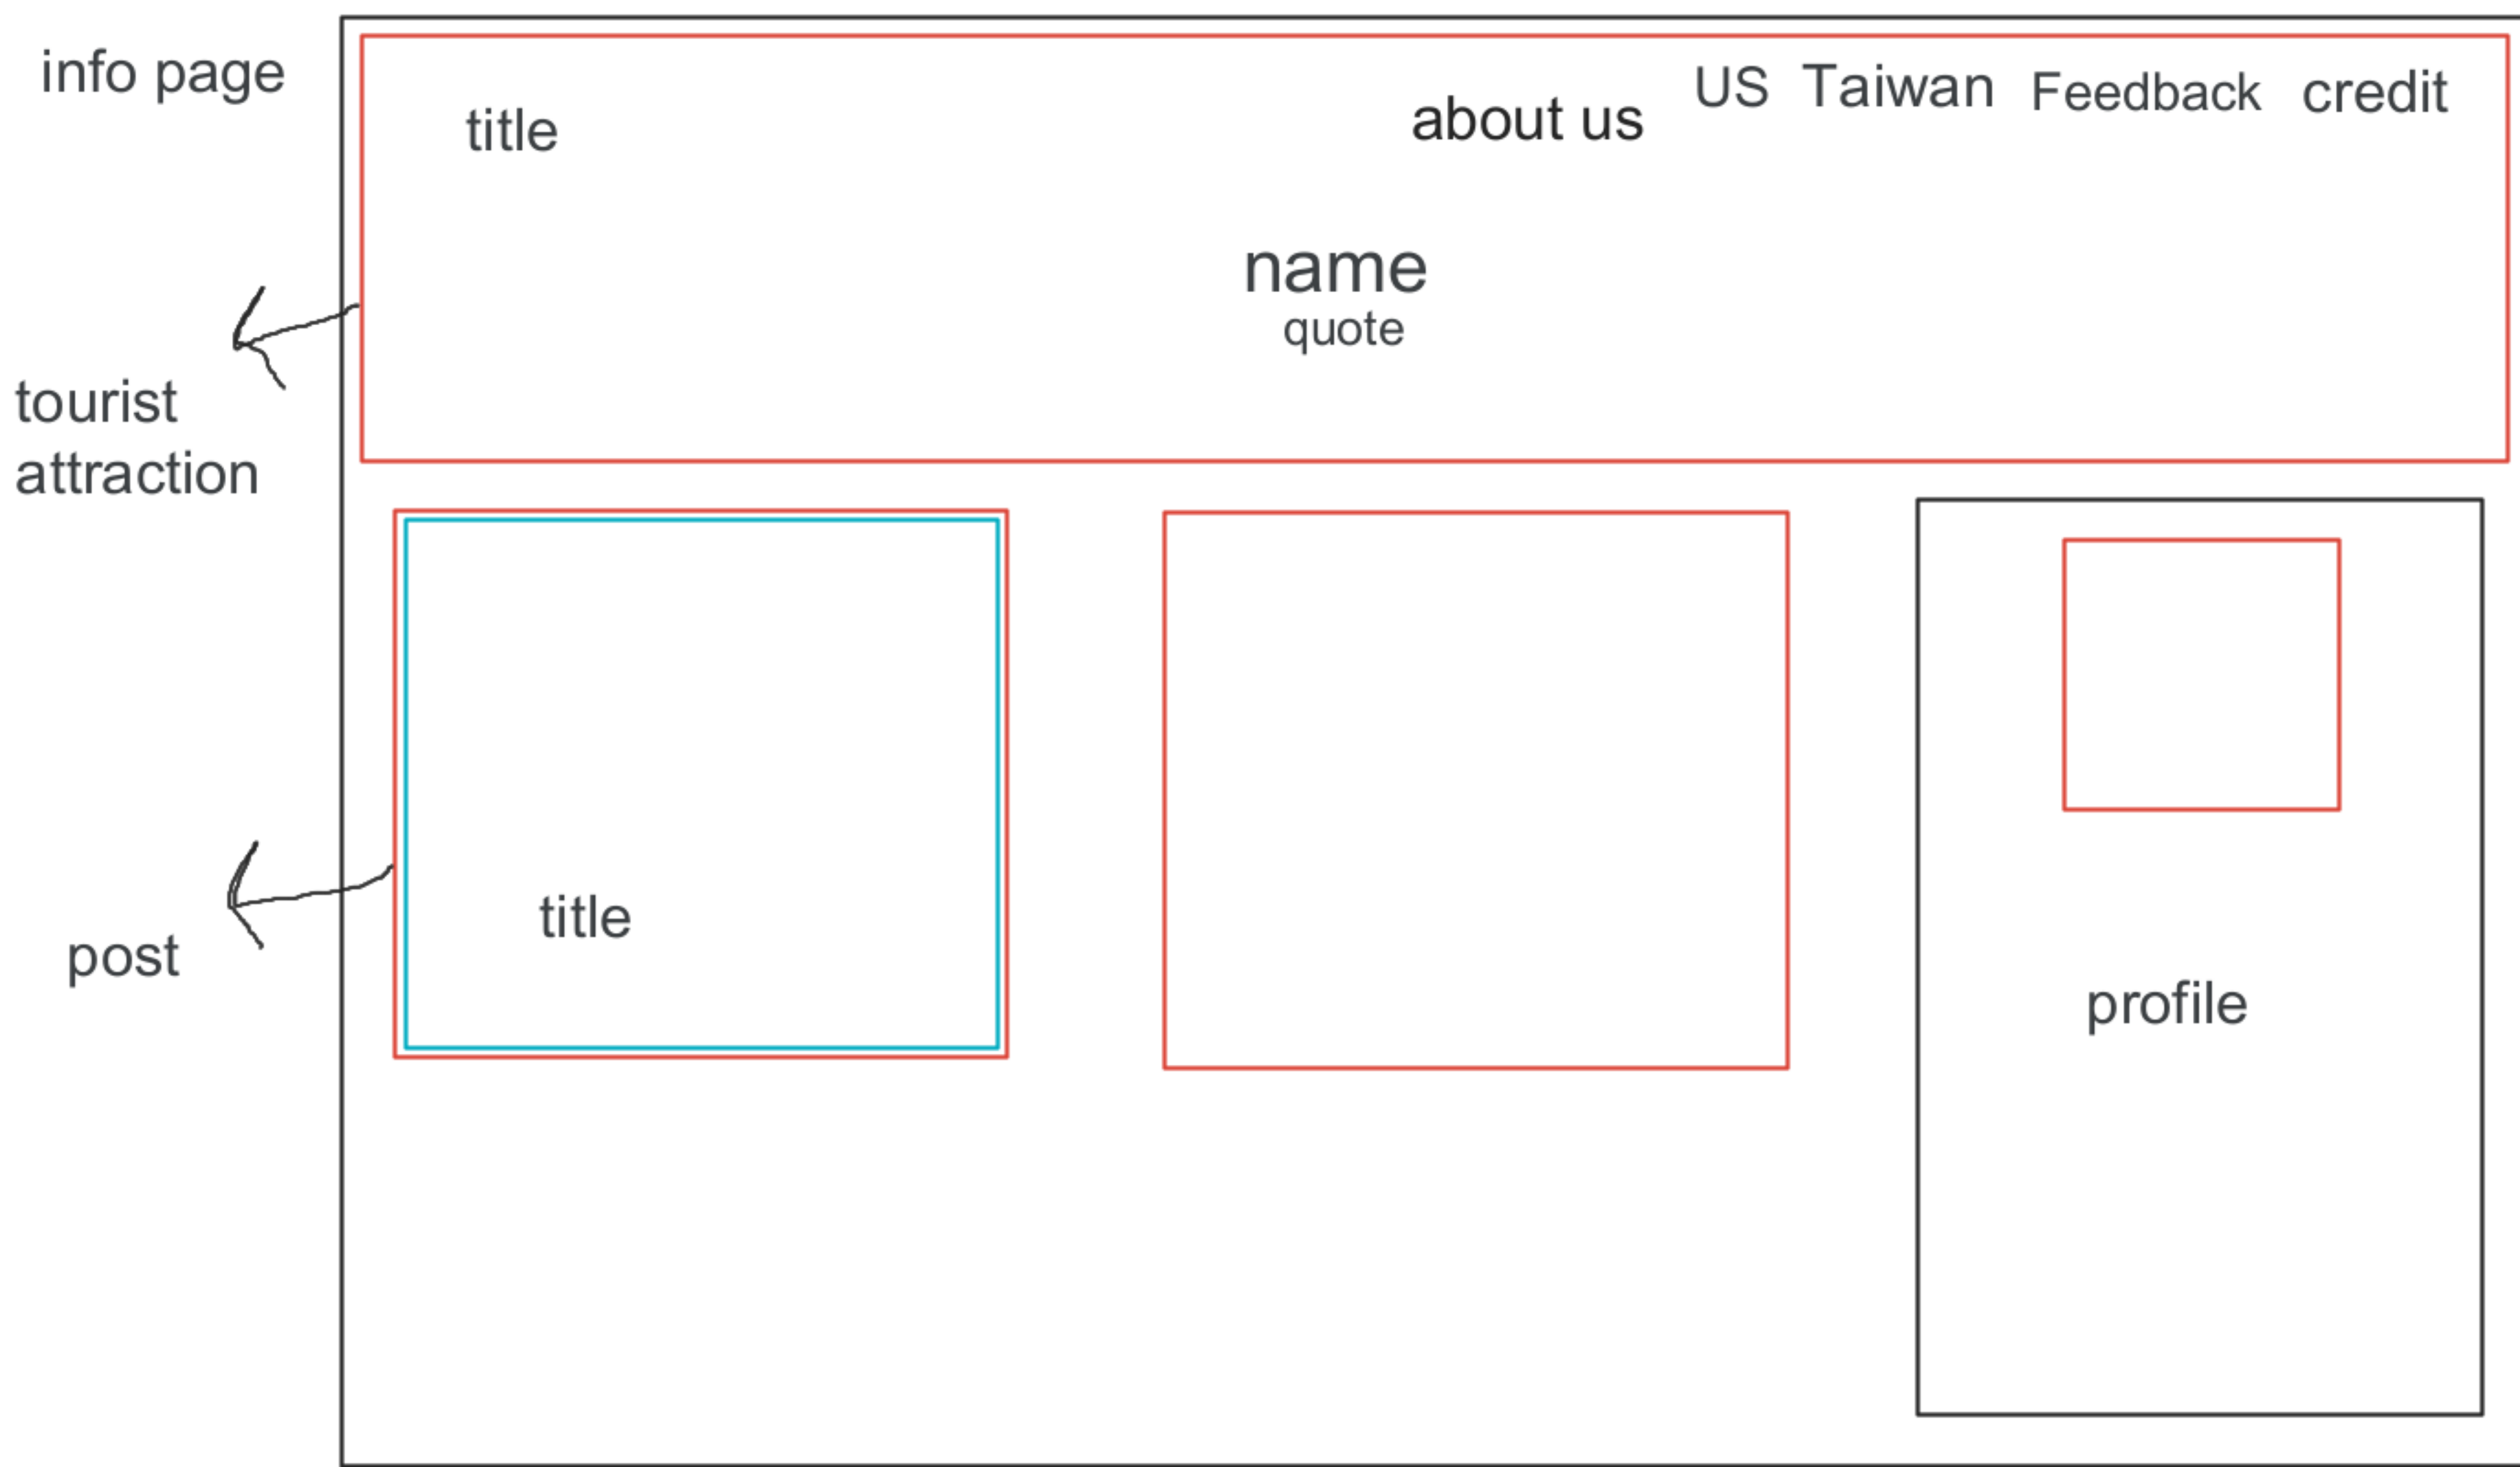 info page
title
about us
US
Taiwan
Feedback
credit
name
quote
tourist
attraction
title
post
profile